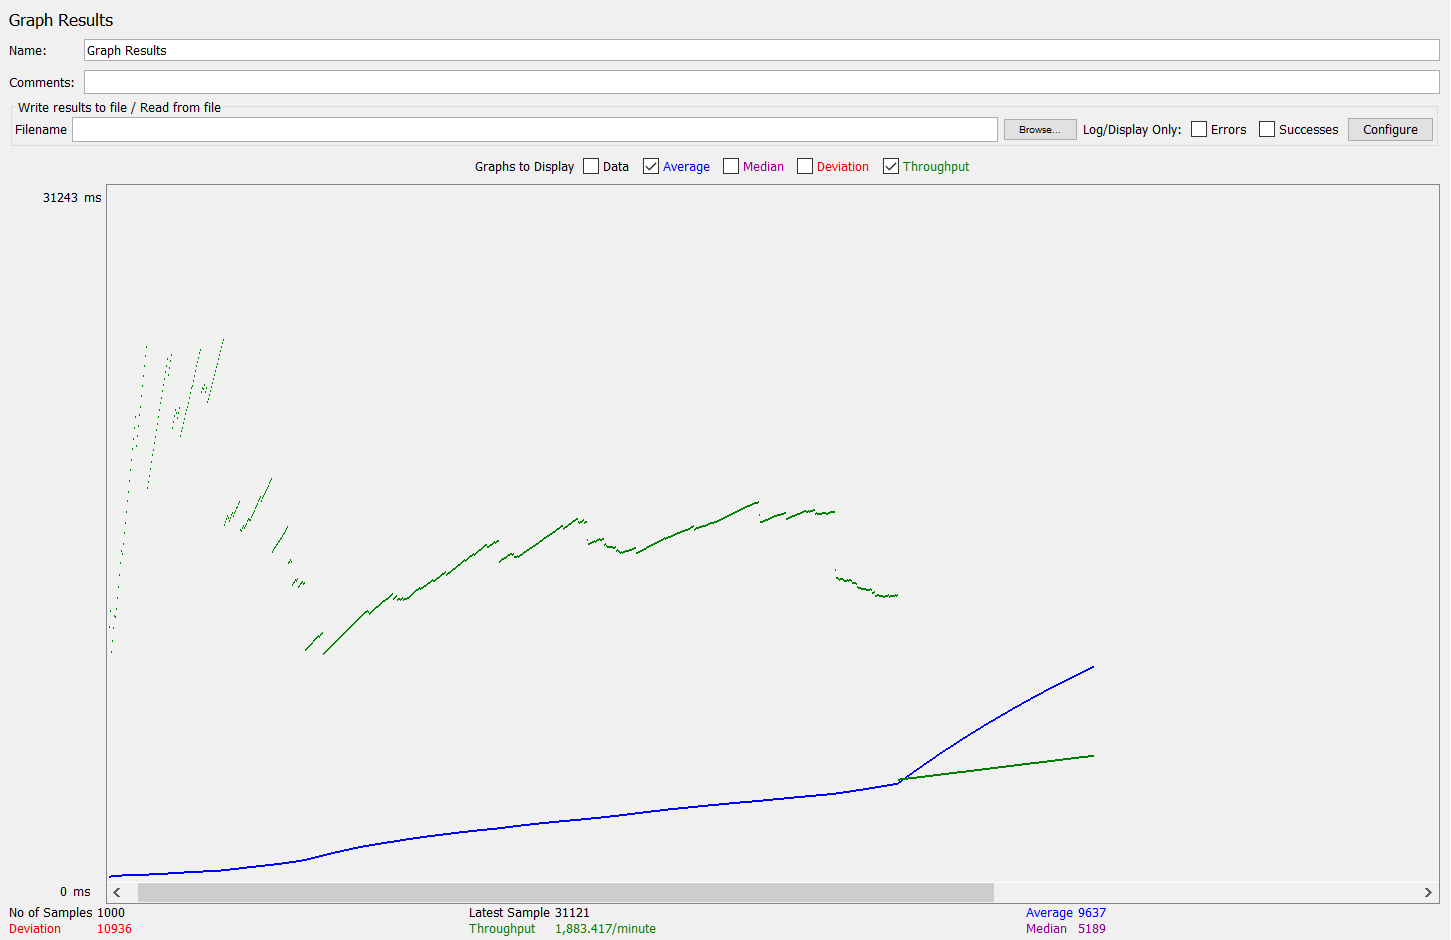 Graph Results
Name: Graph Results
Comments:
Write results to file / Read from file
Filename Browse... Log/Display Only: Errors Successes Configure
Graphs to Display Data Average Median Deviation Throughput
31243 ms
0 ms
No of Samples 1000 Latest Sample 31121 Average 9637
Deviation 10936 Throughput 1,883.417/minute Median 5189